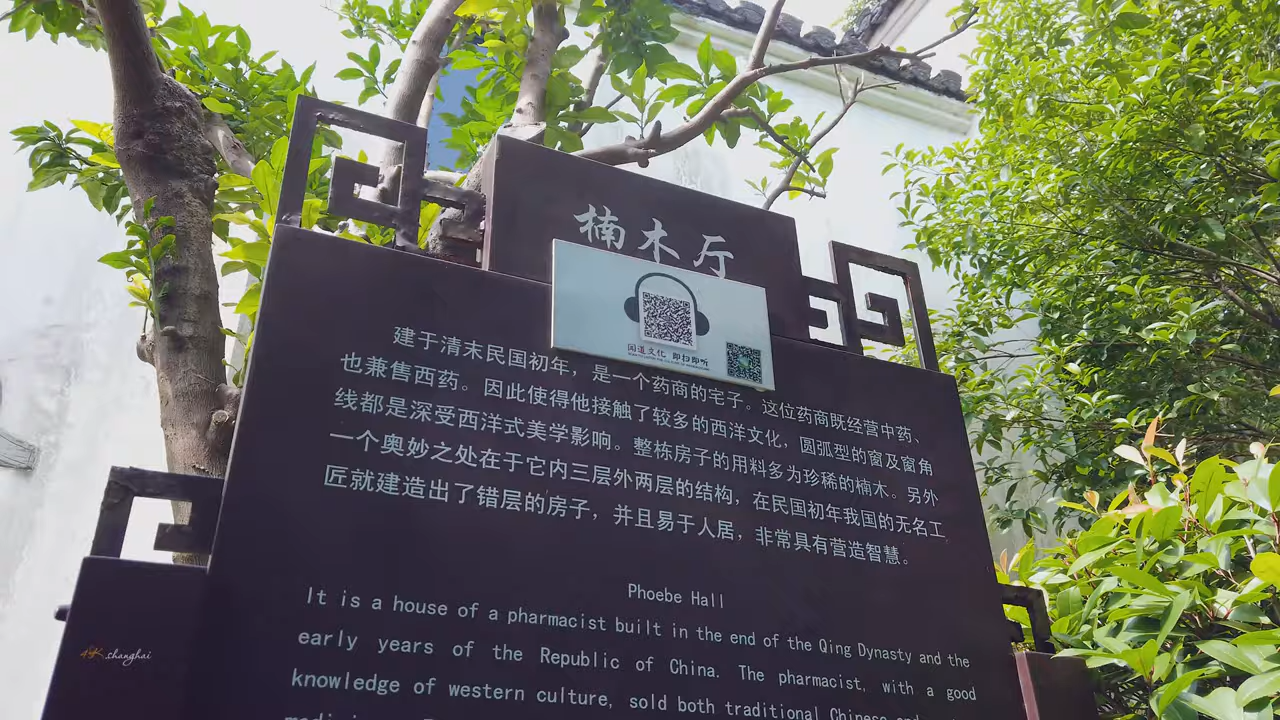 楠木厅
闻道文化 即扫即听
建于清末民国初年，是一个药商的宅子。这位药商既经营中药、
也兼售西药。因此使得他接触了较多的西洋文化，圆弧型的窗及窗角
线都是深受西洋式美学影响。整栋房子的用料多为珍稀的楠木。另外
一个奥妙之处在于它内三层外两层的结构，在民国初年我国的无名工
匠就建造出了错层的房子，并且易于人居，非常具有营造智慧。
Phoebe Hall
It is a house of a pharmacist built in the end of the Qing Dynasty and the
early years of the Republic of China. The pharmacist, with a good
knowledge of western culture, sold both traditional Chinese and
4K.shanghai